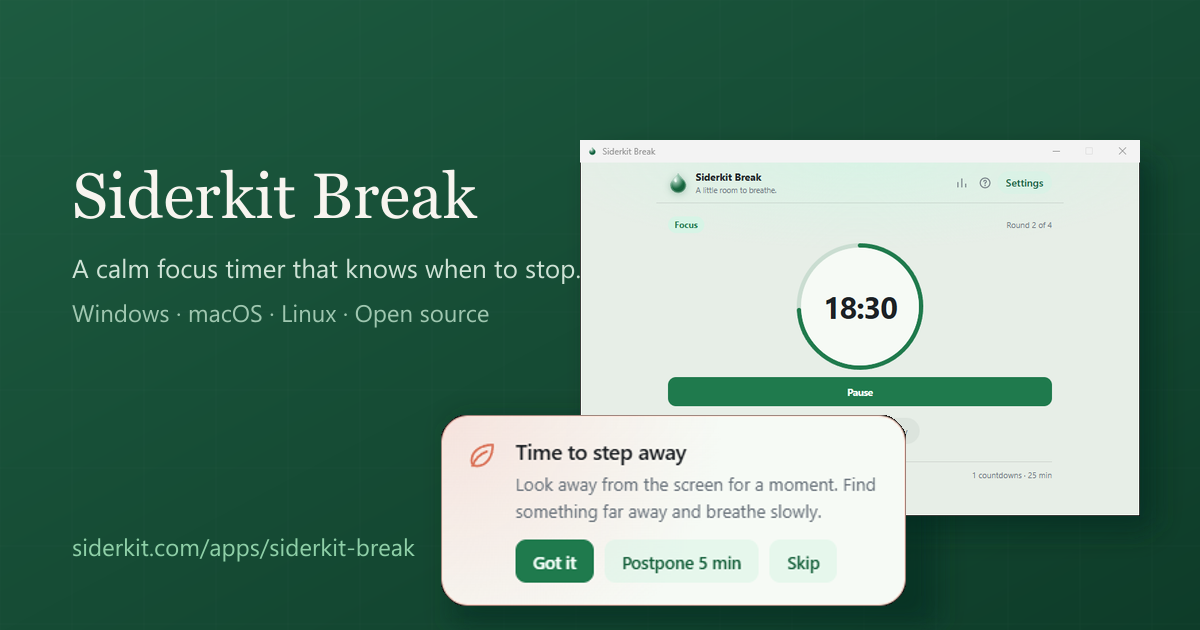 Siderkit Break
A calm focus timer that knows when to stop.
Windows · macOS · Linux · Open source
siderkit.com/apps/siderkit-break
Siderkit Break
Siderkit Break
A little room to breathe.
Settings
Focus
Round 2 of 4
18:30
Pause
1 countdowns · 25 min
Time to step away
Look away from the screen for a moment. Find
something far away and breathe slowly.
Got it
Postpone 5 min
Skip